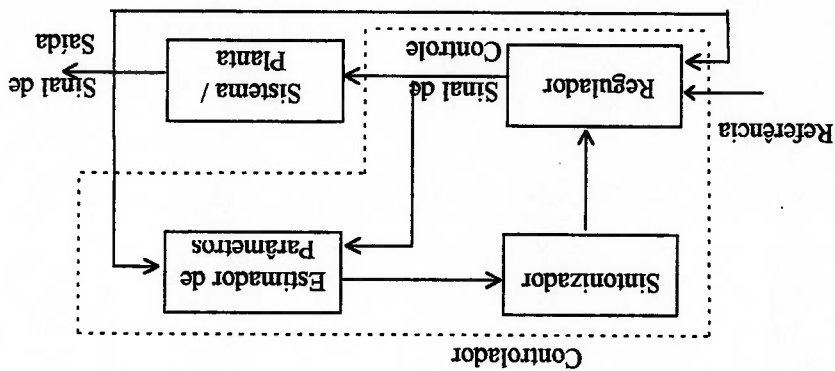 Controlador
Sintonizador
Estimador de
Parâmetros
Referência
Regulador
Sinal de
Controle
Sistema /
Planta
Sinal de
Saída